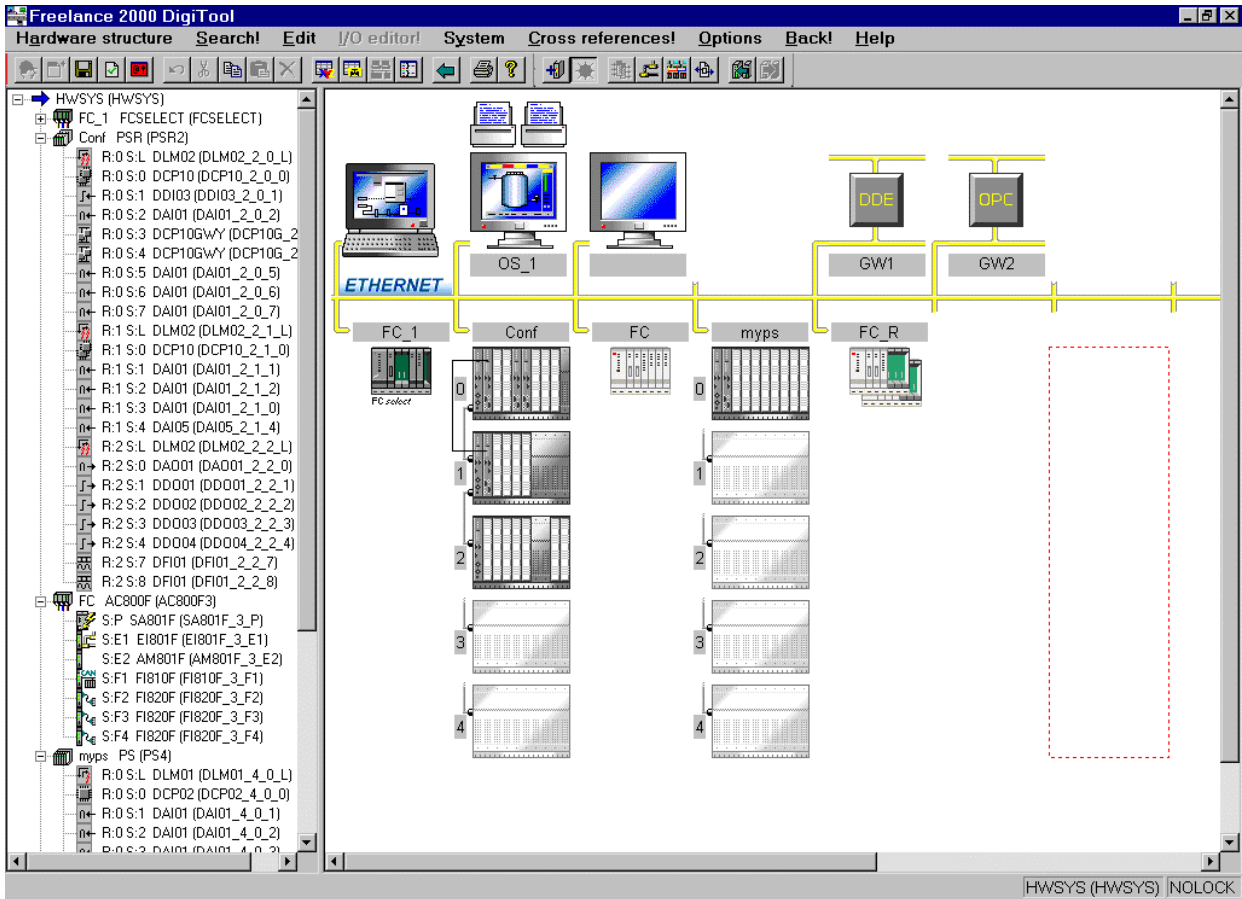 Freelance 2000 DigiTool
Hardware structure Search! Edit I/O editor! System Cross references! Options Back! Help
HWSYS (HWSYS)
FC_1 FCSELECT (FCSELECT)
Conf PSR (PSR2)
R:0 S:L DLM02 (DLM02_2_0_L)
R:0 S:0 DCP10 (DCP10_2_0_0)
R:0 S:1 DDI03 (DDI03_2_0_1)
R:0 S:2 DAI01 (DAI01_2_0_2)
R:0 S:3 DCP10GWY (DCP10G_2
R:0 S:4 DCP10GWY (DCP10G_2
R:0 S:5 DAI01 (DAI01_2_0_5)
R:0 S:6 DAI01 (DAI01_2_0_6)
R:0 S:7 DAI01 (DAI01_2_0_7)
R:1 S:L DLM02 (DLM02_2_1_L)
R:1 S:0 DCP10 (DCP10_2_1_0)
R:1 S:1 DAI01 (DAI01_2_1_1)
R:1 S:2 DAI01 (DAI01_2_1_2)
R:1 S:3 DAI01 (DAI01_2_1_0)
R:1 S:4 DAI05 (DAI05_2_1_4)
R:2 S:L DLM02 (DLM02_2_2_L)
R:2 S:0 DAO01 (DAO01_2_2_0)
R:2 S:1 DDO01 (DDO01_2_2_1)
R:2 S:2 DDO02 (DDO02_2_2_2)
R:2 S:3 DDO03 (DDO03_2_2_3)
R:2 S:4 DDO04 (DDO04_2_2_4)
R:2 S:7 DFI01 (DFI01_2_2_7)
R:2 S:8 DFI01 (DFI01_2_2_8)
FC AC800F (AC800F3)
S:P SA801F (SA801F_3_P)
S:E1 EI801F (EI801F_3_E1)
S:E2 AM801F (AM801F_3_E2)
CAN
S:F1 FI810F (FI810F_3_F1)
S:F2 FI820F (FI820F_3_F2)
S:F3 FI820F (FI820F_3_F3)
S:F4 FI820F (FI820F_3_F4)
myps PS (PS4)
R:0 S:L DLM01 (DLM01_4_0_L)
R:0 S:0 DCP02 (DCP02_4_0_0)
R:0 S:1 DAI01 (DAI01_4_0_1)
R:0 S:2 DAI01 (DAI01_4_0_2)
R:0 S:3 DAI01 (DAI01_4_0_3)
DDE OPC
OS_1 GW1 GW2
ETHERNET
FC_1 Conf FC myps FC_R
FC select
0 0
1 1
2 2
3 3
4 4
HWSYS (HWSYS) NOLOCK